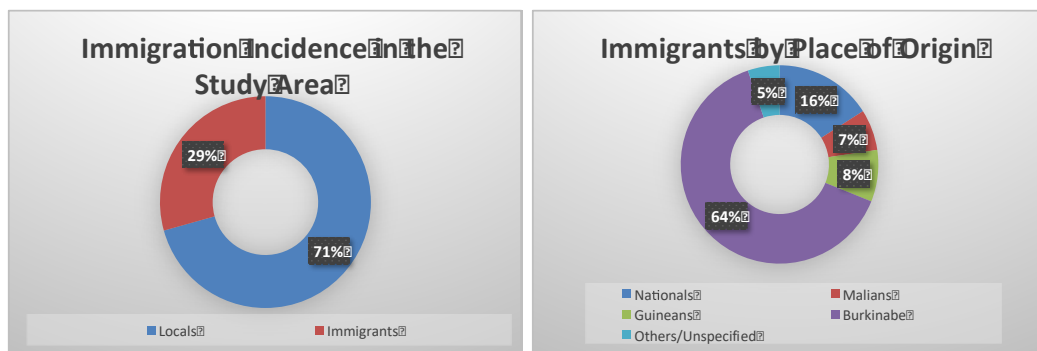 Immigration Incidence in the
Study Area
29%
71%
Locals
Immigrants
Immigrants by Place of Origin
5%
16%
7%
8%
64%
Nationals
Malians
Guineans
Burkinabe
Others/Unspecified